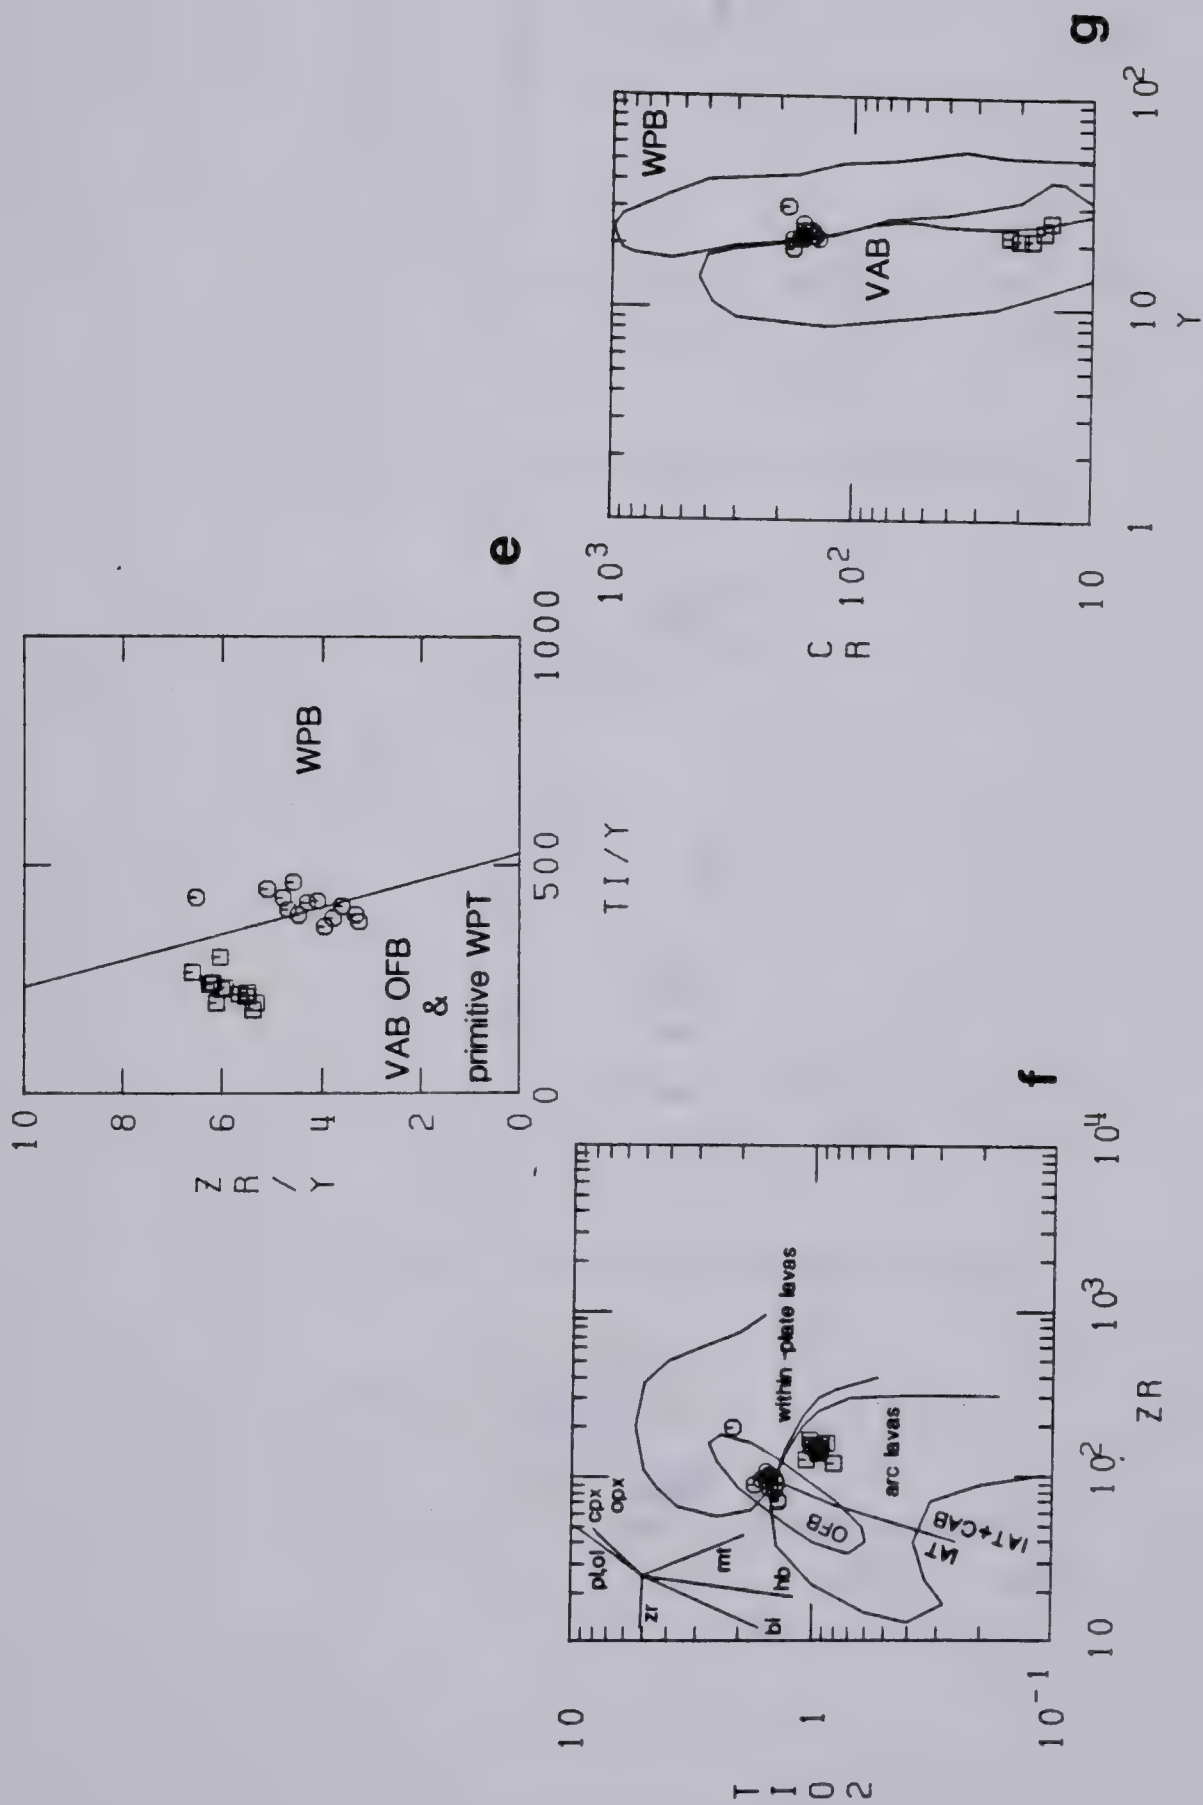 10
8
6
4
2
0
Z
R
/
Y
WPB
VAB OFB
&
primitive WPT
0
500
1000
TI/Y
e
10
1
10⁻¹
T
I
O
2
pl,ol
cpx
opx
zr
bi
hb
mt
OFB
within-plate lavas
arc lavas
IAT
IAT+CAB
10
10²
10³
10⁴
ZR
f
10³
10²
10
C
R
WPB
VAB
1
10
10²
Y
g